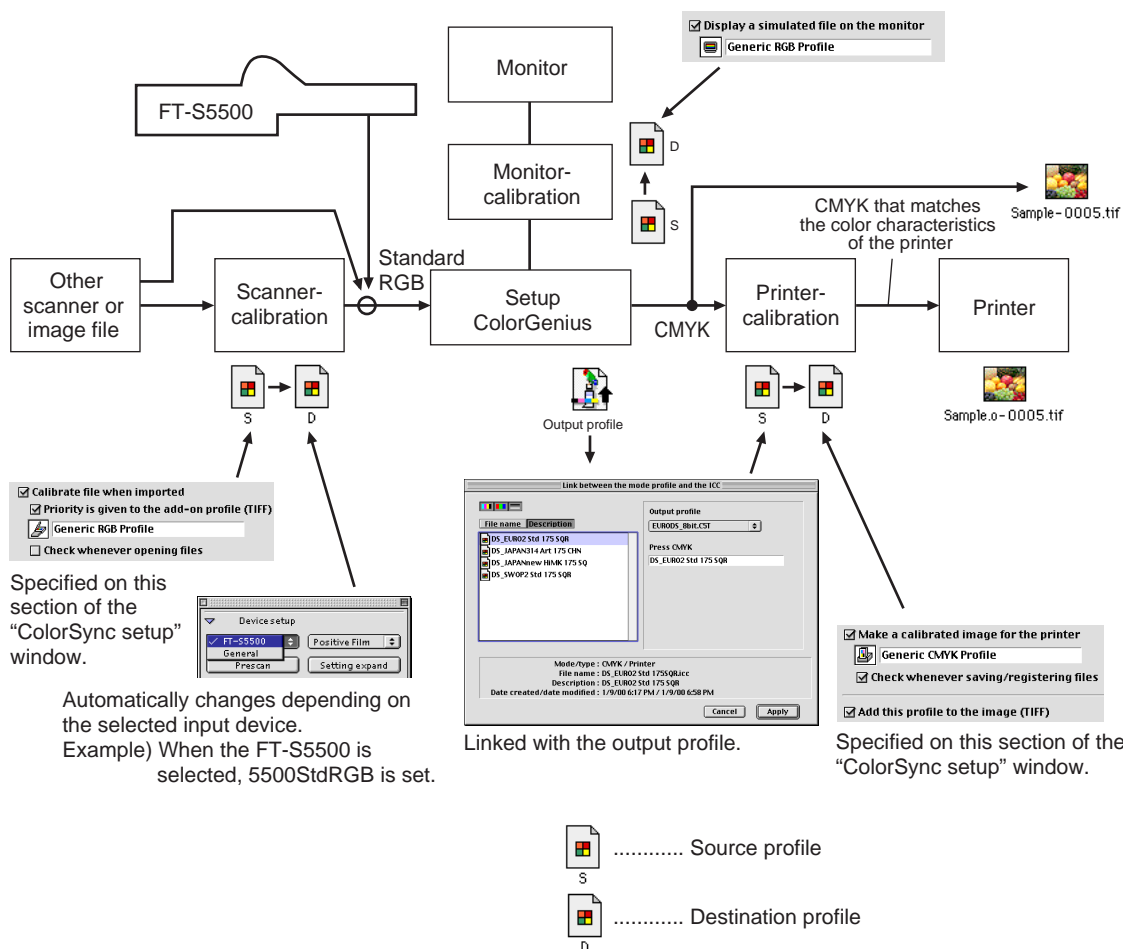 Display a simulated file on the monitor
Generic RGB Profile
Monitor
FT-S5500
D
Monitor-
calibration
S
CMYK that matches
the color characteristics
of the printer
Sample-0005.tif
Standard
RGB
Other
scanner or
image file
Scanner-
calibration
Setup
ColorGenius
CMYK
Printer-
calibration
Printer
S
D
Output profile
S
D
Sample.o-0005.tif
Calibrate file when imported
Priority is given to the add-on profile (TIFF)
Generic RGB Profile
Check whenever opening files
Specified on this
section of the
“ColorSync setup”
window.
Device setup
FT-S5500
Positive Film
General
Prescan
Setting expand
Automatically changes depending on
the selected input device.
Example) When the FT-S5500 is
selected, 5500StdRGB is set.
Link between the mode profile and the ICC
File name
Description
DS_EURO2 Std 175 SQR
DS_JAPAN314 Art 175 CHN
DS_JAPANnew HiMK 175 SQ
DS_SWOP2 Std 175 SQR
Output profile
EURODS_8bit.C5T
Press CMYK
DS_EURO2 Std 175 SQR
Mode/type : CMYK / Printer
File name : DS_EURO2 Std 175SQR.icc
Description : DS_EURO2 Std 175 SQR
Date created/date modified : 1/9/00 6:17 PM / 1/9/00 6:58 PM
Cancel
Apply
Linked with the output profile.
Make a calibrated image for the printer
Generic CMYK Profile
Check whenever saving/registering files
Add this profile to the image (TIFF)
Specified on this section of the
“ColorSync setup” window.
............ Source profile
S
............ Destination profile
D